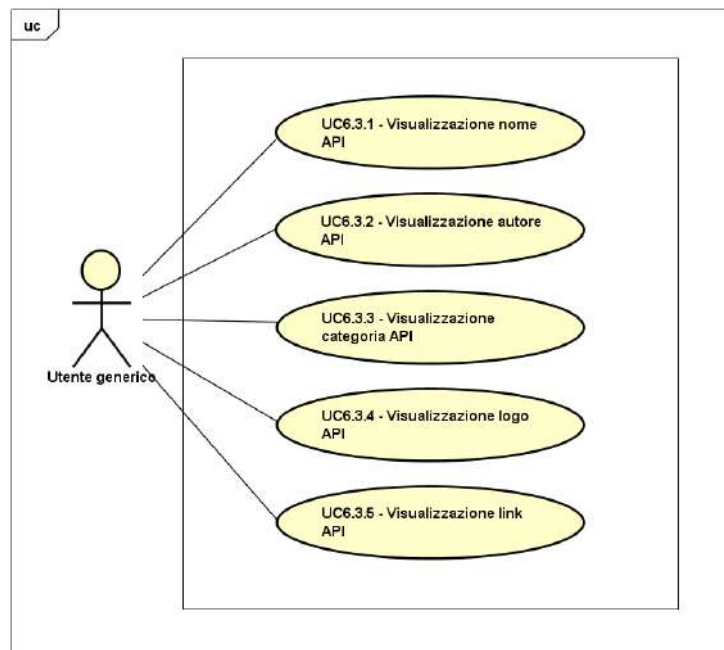 uc
UC6.3.1 - Visualizzazione nome
API
UC6.3.2 - Visualizzazione autore
API
UC6.3.3 - Visualizzazione
categoria API
Utente generico
UC6.3.4 - Visualizzazione logo
API
UC6.3.5 - Visualizzazione link
API